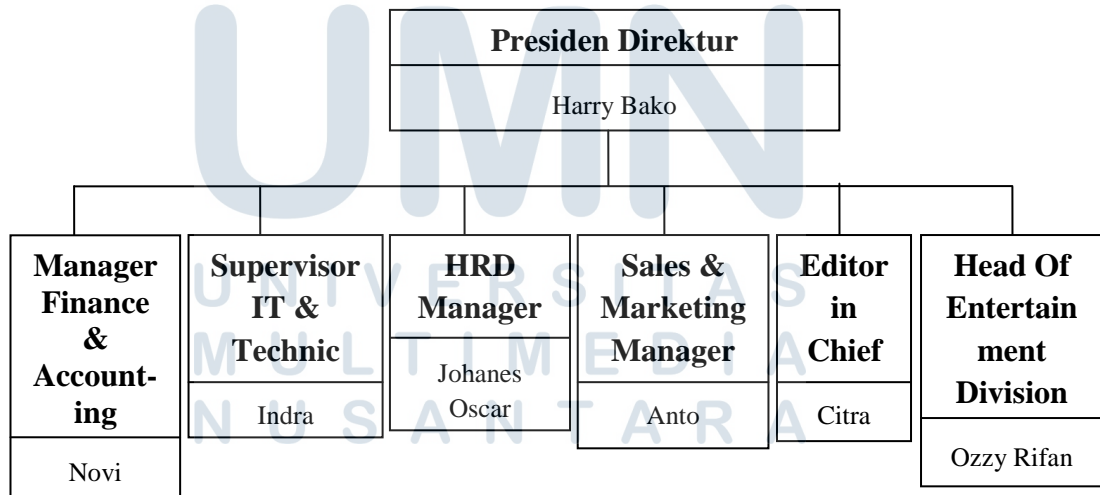 Presiden Direktur
Harry Bako
Manager
Finance
&
Account-
ing
Novi
Supervisor
IT &
Technic
Indra
HRD
Manager
Johanes
Oscar
Sales &
Marketing
Manager
Anto
Editor
in
Chief
Citra
Head Of
Entertain
ment
Division
Ozzy Rifan
UMN
UNIVERSITAS
MULTIMEDIA
NUSANTARA